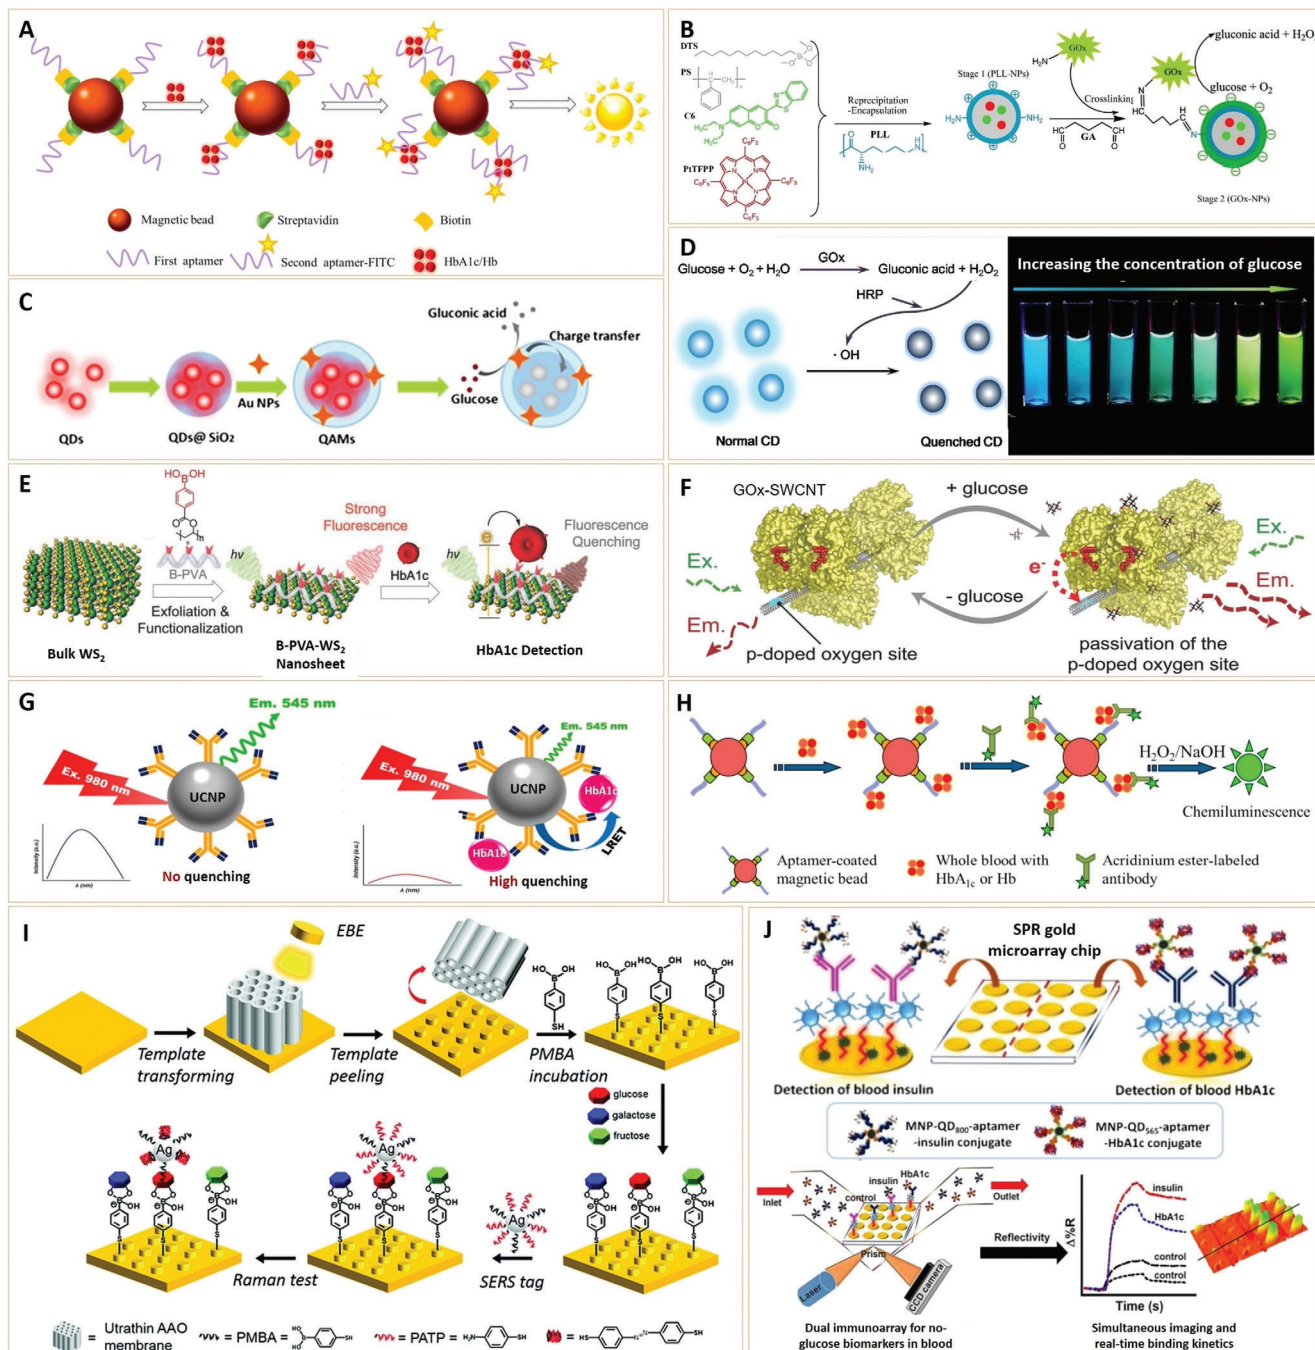 A
Magnetic bead
Streptavidin
Biotin
First aptamer
Second aptamer-FITC
HbA1c/Hb
B
DTS
PS
C6
PtTFPP
Reprecipitation
-Encapsulation
PLL
Stage 1 (PLL-NPs)
GOx
Crosslinking
GA
GOx
gluconic acid + H₂O
glucose + O₂
Stage 2 (GOx-NPs)
C
QDs
QDs@ SiO₂
Au NPs
QAMs
Gluconic acid
Glucose
Charge transfer
D
Glucose + O₂ + H₂O
GOx
Gluconic acid + H₂O₂
HRP
· OH
Normal CD
Quenched CD
Increasing the concentration of glucose
E
HO OH
B
B-PVA
Exfoliation &
Functionalization
Bulk WS₂
hν
Strong
Fluorescence
HbA1c
B-PVA-WS₂
Nanosheet
hν
e
Fluorescence
Quenching
HbA1c Detection
F
GOx-SWCNT
+ glucose
- glucose
Ex.
Em.
p-doped oxygen site
e⁻
Ex.
Em.
passivation of the
p-doped oxygen site
G
Em. 545 nm
Ex. 980 nm
UCNP
Intensity (a.u.)
λ (nm)
No quenching
Em. 545 nm
Ex. 980 nm
UCNP
HbA1c
HbA1c
LRET
Intensity (a.u.)
λ (nm)
High quenching
H
H₂O₂/NaOH
Chemiluminescence
Aptamer-coated
magnetic bead
Whole blood with
HbA₁c or Hb
Acridinium ester-labeled
antibody
I
EBE
Template
transforming
Template
peeling
PMBA
incubation
glucose
galactose
fructose
SERS tag
Raman test
Ag
Ag
Ag
= Utrathin AAO
membrane
= PMBA =
= PATP =
=
J
SPR gold
microarray chip
Detection of blood insulin
Detection of blood HbA1c
MNP-QD₈₀₀-aptamer
-insulin conjugate
MNP-QD₅₆₅-aptamer
-HbA1c conjugate
Inlet
control
insulin
HbA1c
Outlet
Prism
Laser
CCD camera
Reflectivity
Δ%R
insulin
HbA1c
control
control
Time (s)
Dual immunoarray for no-
glucose biomarkers in blood
Simultaneous imaging and
real-time binding kinetics